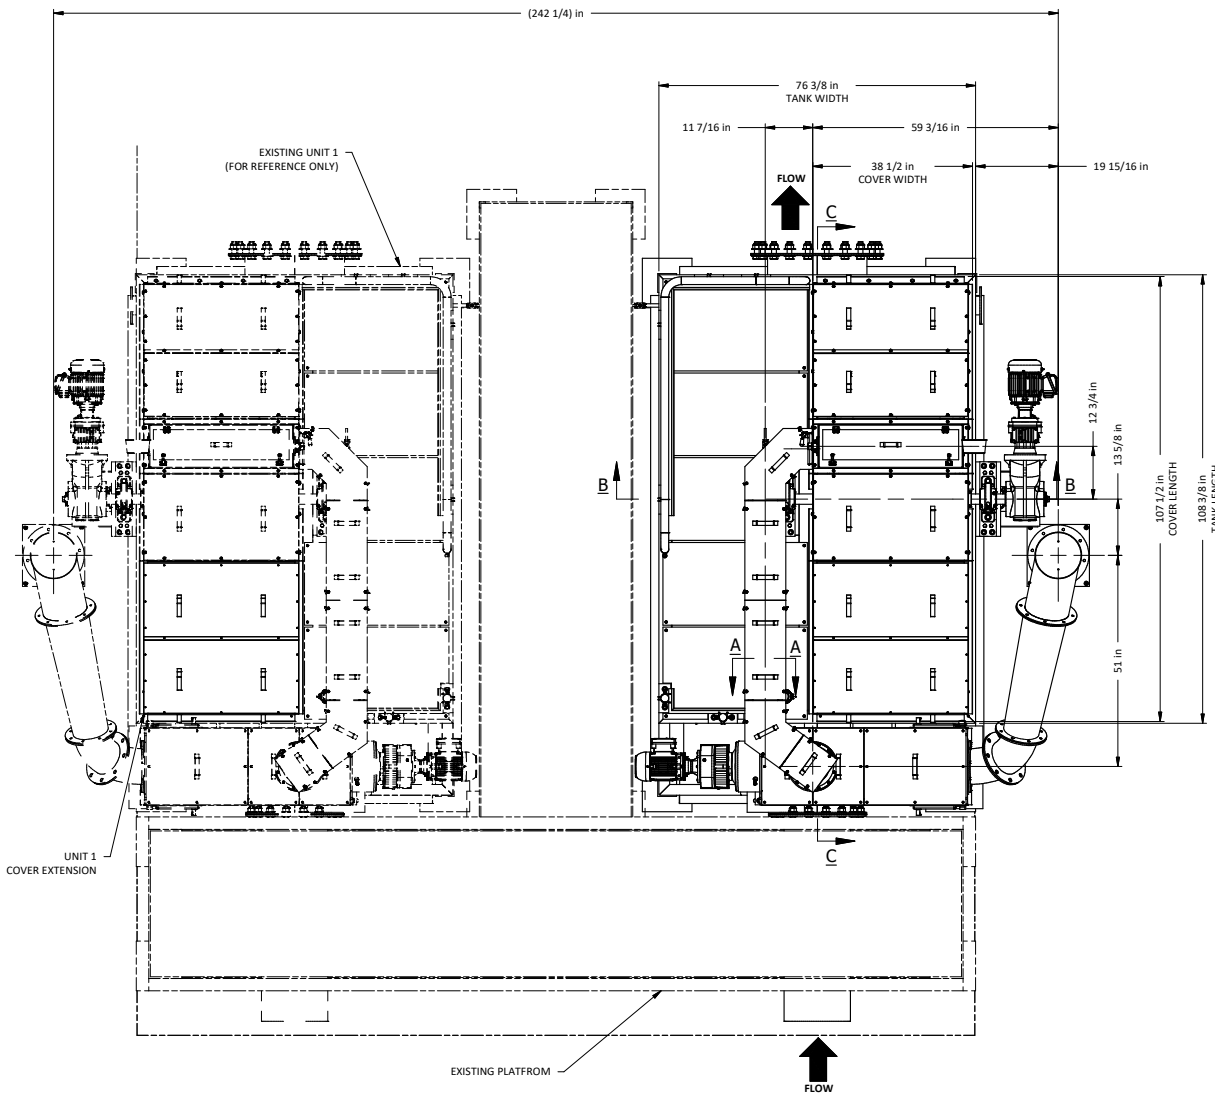 (242 1/4) in
76 3/8 in
TANK WIDTH
11 7/16 in
59 3/16 in
EXISTING UNIT 1
(FOR REFERENCE ONLY)
38 1/2 in
COVER WIDTH
19 15/16 in
FLOW
C
12 3/4 in
13 5/8 in
107 1/2 in
COVER LENGTH
108 3/8 in
TANK LENGTH
B
B
A
A
51 in
UNIT 1
COVER EXTENSION
C
EXISTING PLATFROM
FLOW